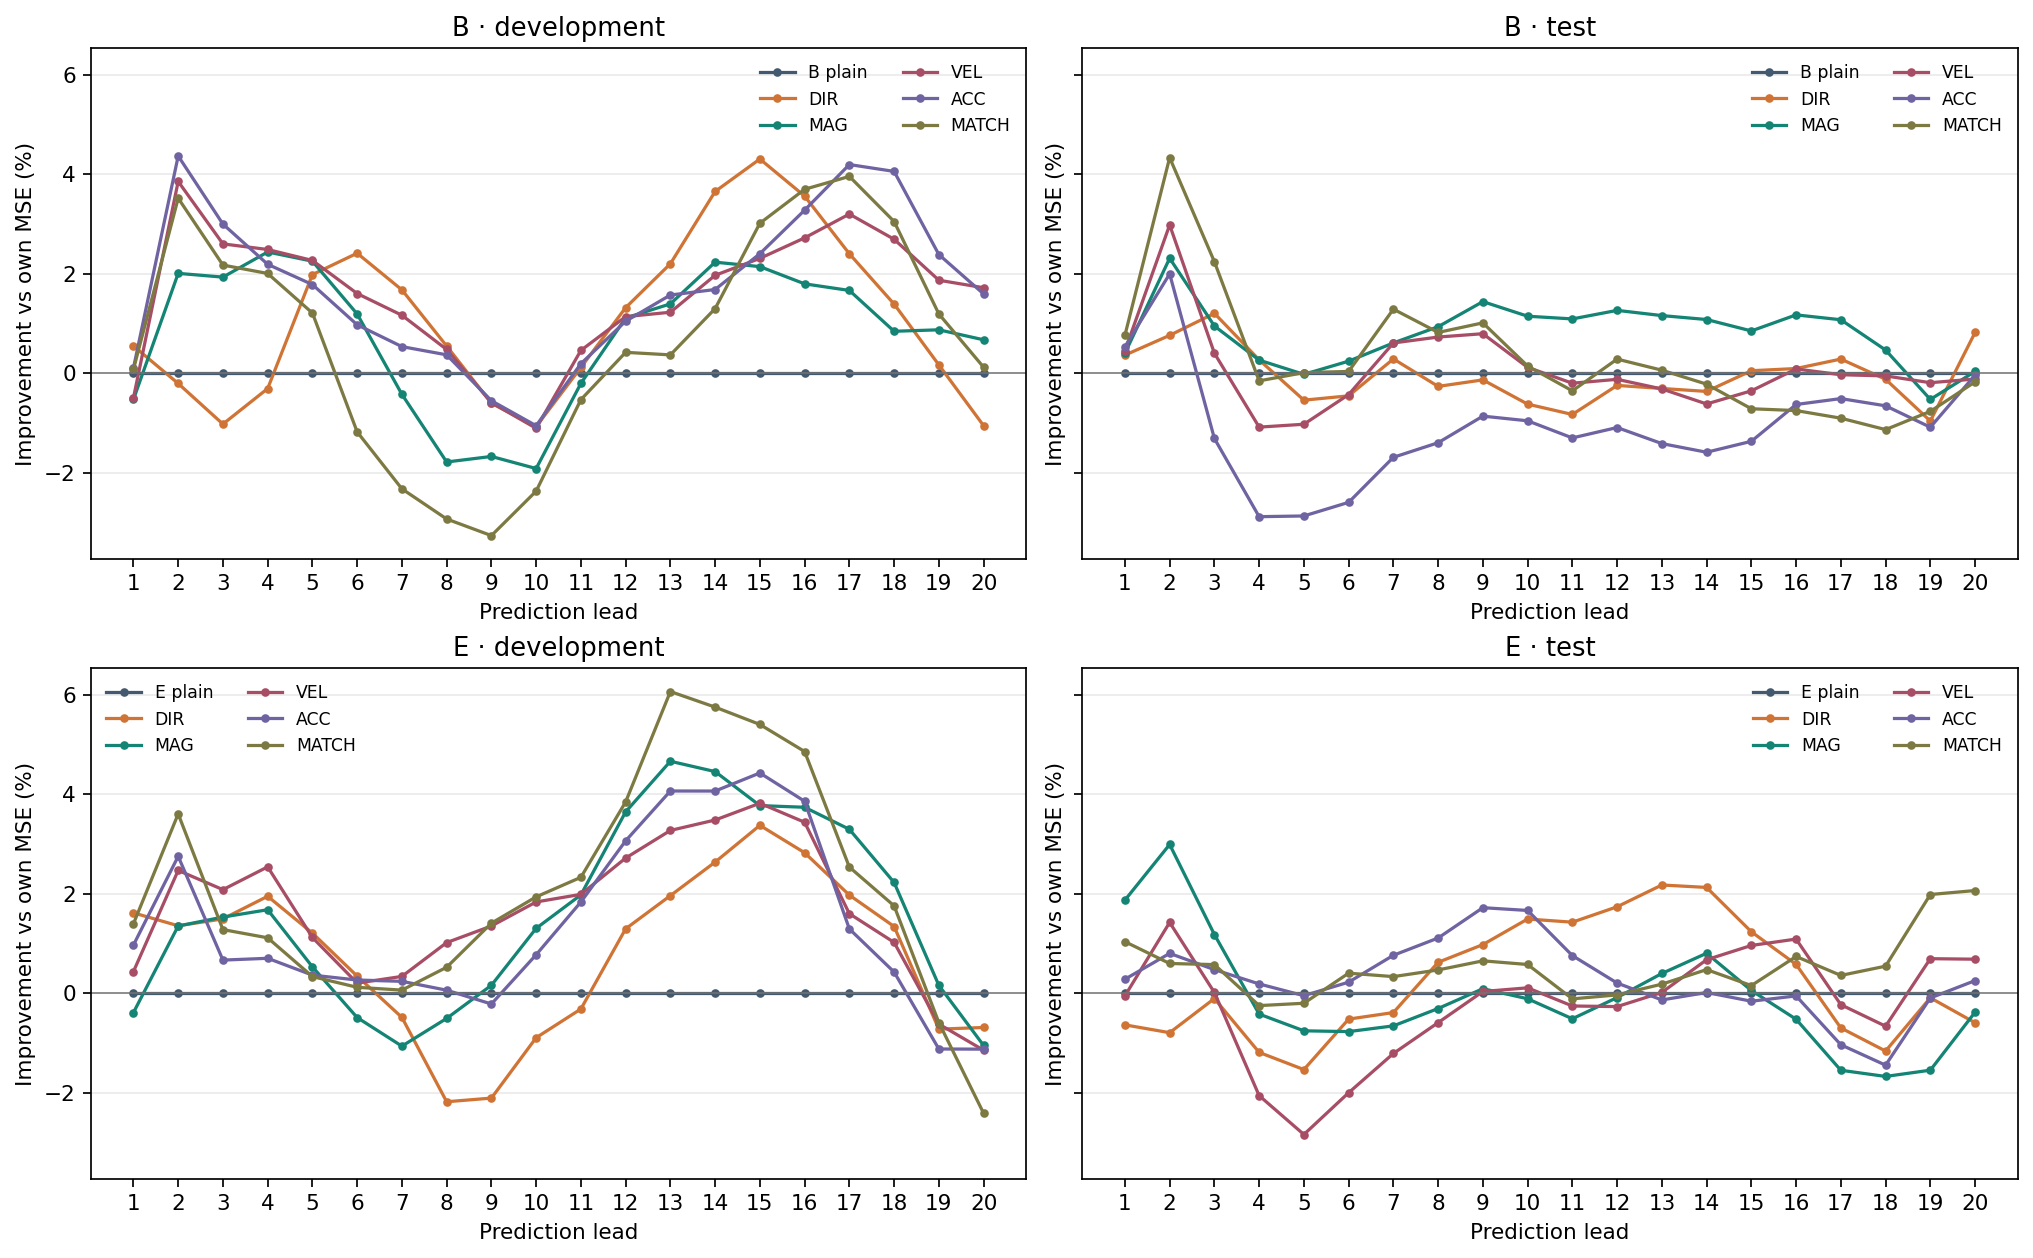 B · development
Improvement vs own MSE (%)
6
4
2
0
−2
B plain
DIR
MAG
VEL
ACC
MATCH
1 2 3 4 5 6 7 8 9 10 11 12 13 14 15 16 17 18 19 20
Prediction lead
B · test
Improvement vs own MSE (%)
B plain
DIR
MAG
VEL
ACC
MATCH
1 2 3 4 5 6 7 8 9 10 11 12 13 14 15 16 17 18 19 20
Prediction lead
E · development
Improvement vs own MSE (%)
6
4
2
0
−2
E plain
DIR
MAG
VEL
ACC
MATCH
1 2 3 4 5 6 7 8 9 10 11 12 13 14 15 16 17 18 19 20
Prediction lead
E · test
Improvement vs own MSE (%)
E plain
DIR
MAG
VEL
ACC
MATCH
1 2 3 4 5 6 7 8 9 10 11 12 13 14 15 16 17 18 19 20
Prediction lead